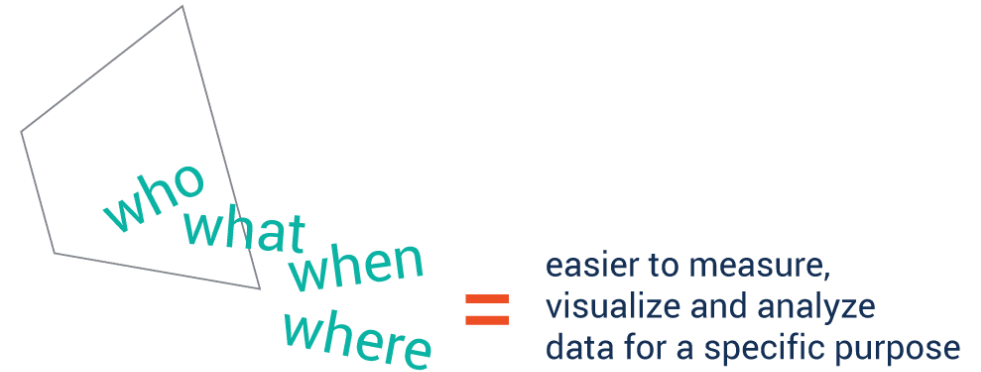 who
what
when
where
=
easier to measure,
visualize and analyze
data for a specific purpose